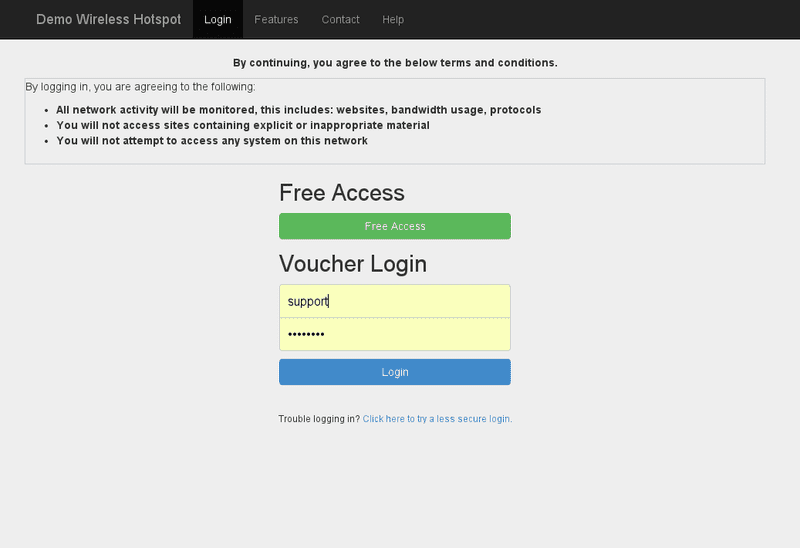 Demo Wireless Hotspot Login Features Contact Help
By continuing, you agree to the below terms and conditions.
By logging in, you are agreeing to the following:
• All network activity will be monitored, this includes: websites, bandwidth usage, protocols
• You will not access sites containing explicit or inappropriate material
• You will not attempt to access any system on this network
Free Access
Free Access
Voucher Login
support
••••••••
Login
Trouble logging in? Click here to try a less secure login.